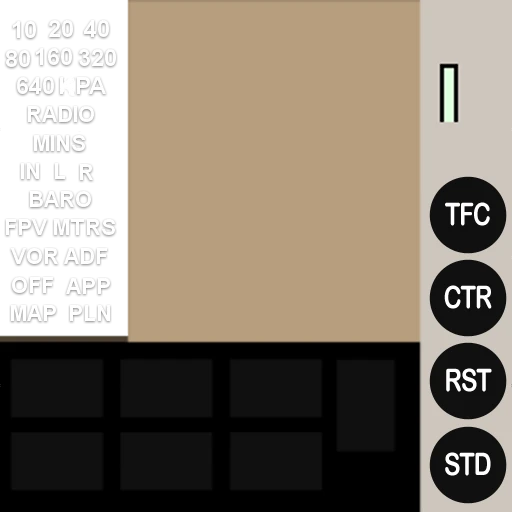 10 20 40
80 160 320
640 PA
RADIO
MINS
IN L R
BARO
FPV MTRS
VOR ADF
OFF APP
MAP PLN
TFC
CTR
RST
STD